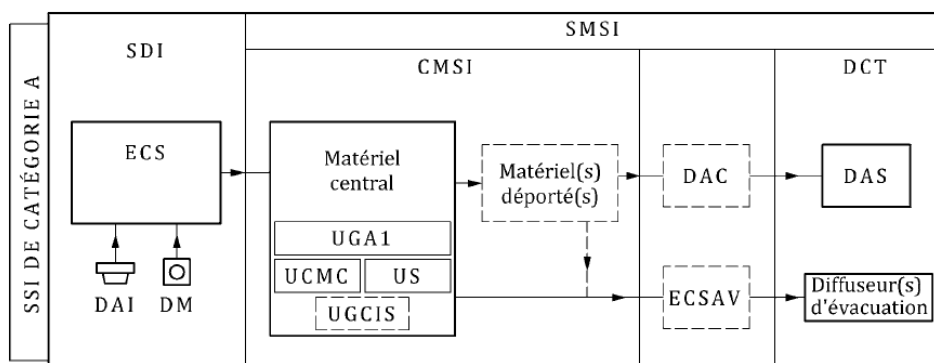 SSI DE CATÉGORIE A
SDI
SMSI
CMSI
DCT
ECS
DAI
DM
Matériel
central
UGA1
UCMC
US
UGCIS
Matériel(s)
déporté(s)
DAC
DAS
ECSAV
Diffuseur(s)
d'évacuation